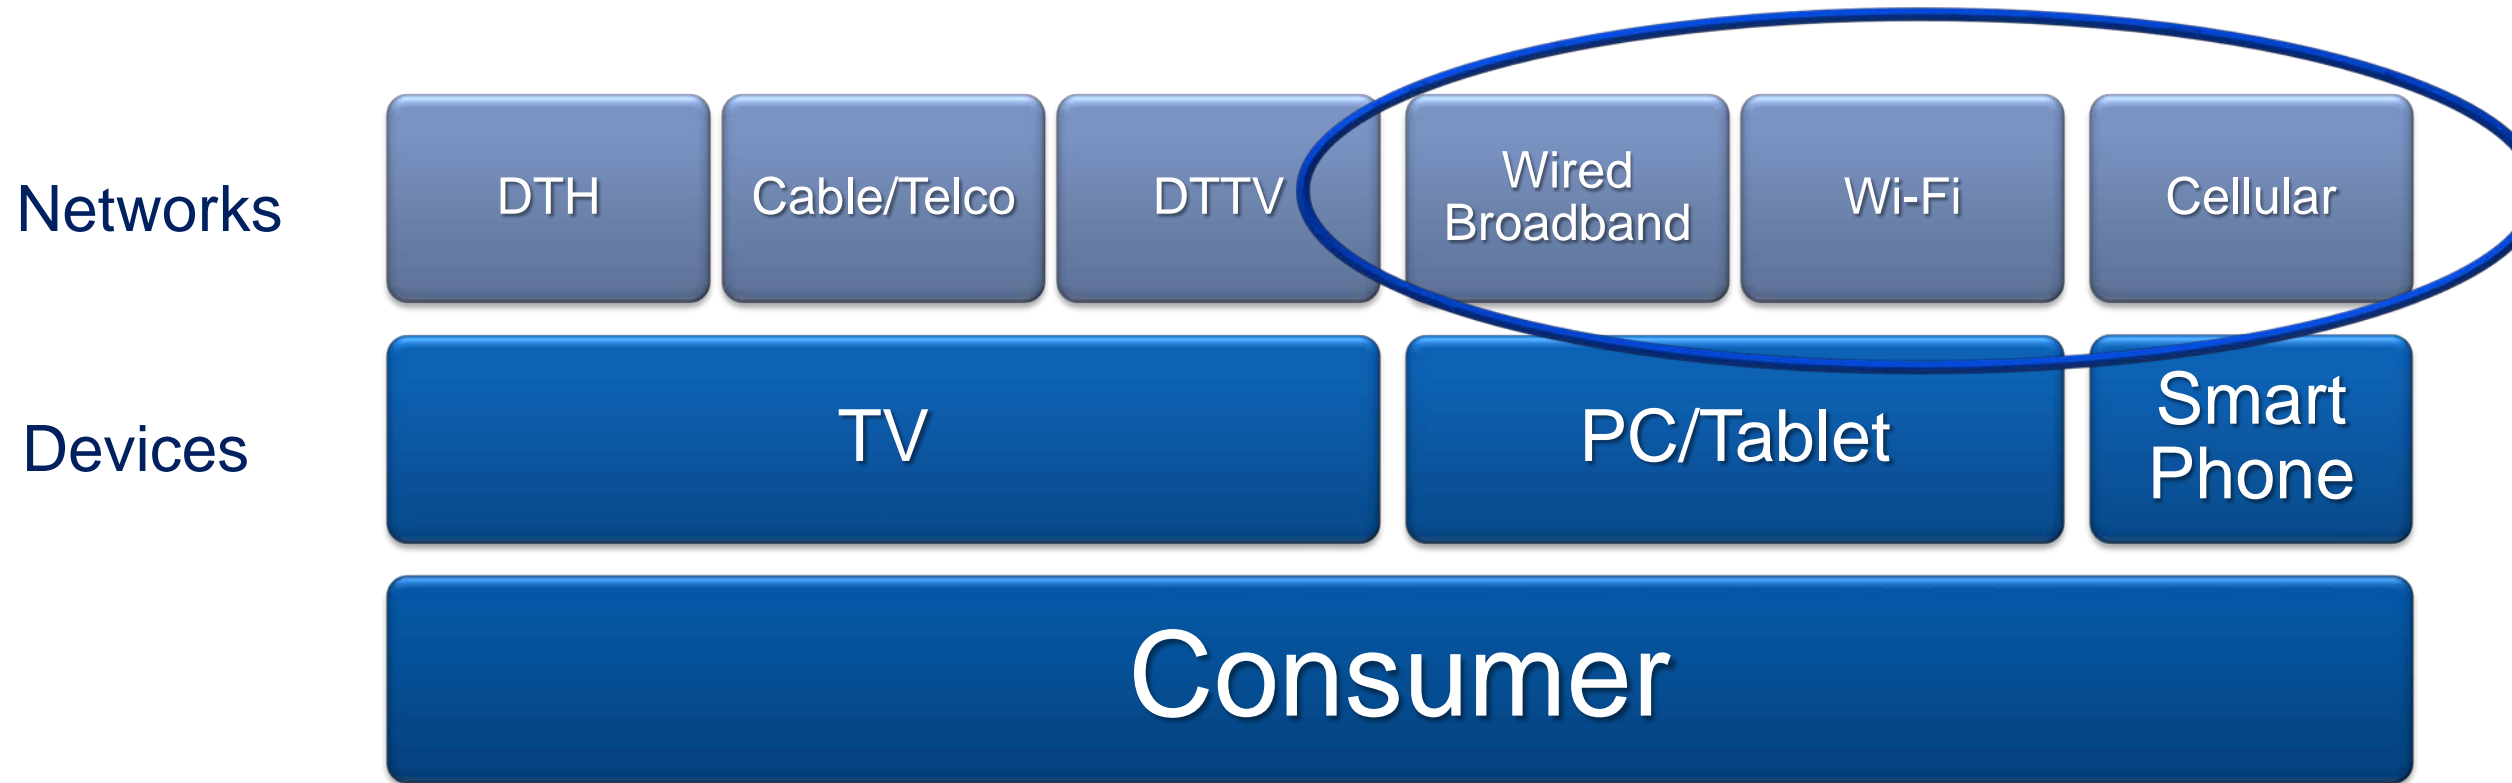 Networks
DTH
Cable/Telco
DTTV
Wired
Broadband
Wi-Fi
Cellular
Devices
TV
PC/Tablet
Smart
Phone
Consumer